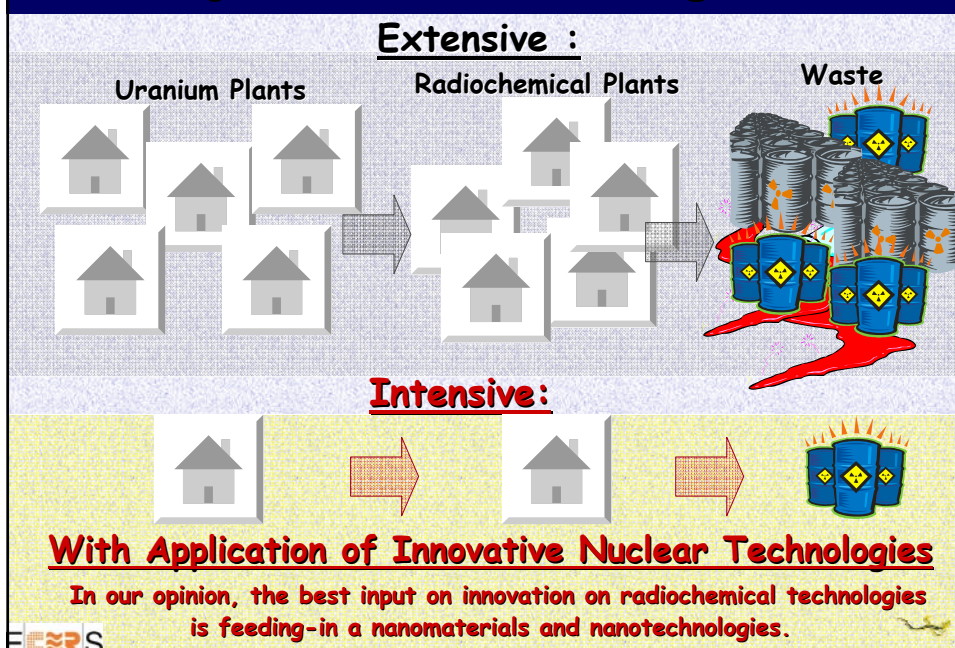 Extensive :
Uranium Plants
Radiochemical Plants
Waste
Intensive:
With Application of Innovative Nuclear Technologies
In our opinion, the best input on innovation on radiochemical technologies
is feeding-in a nanomaterials and nanotechnologies.